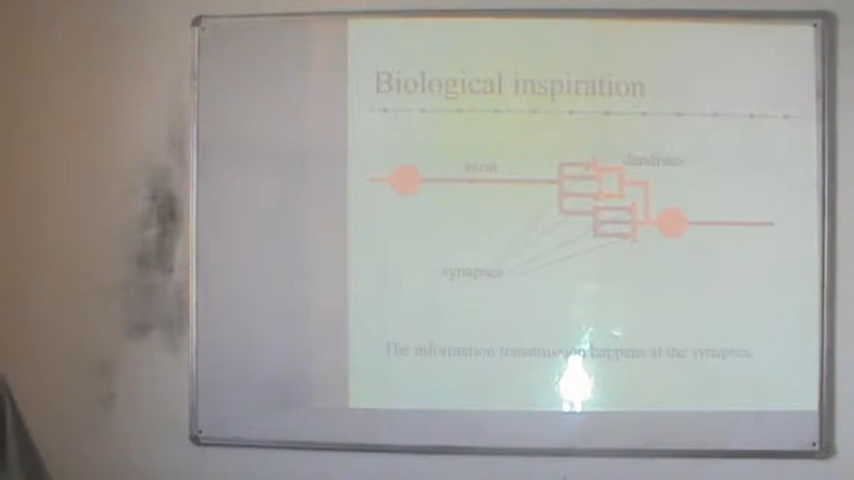 Biological inspiration
axon
dendrites
synapses
The information transmission happens at the synapses.